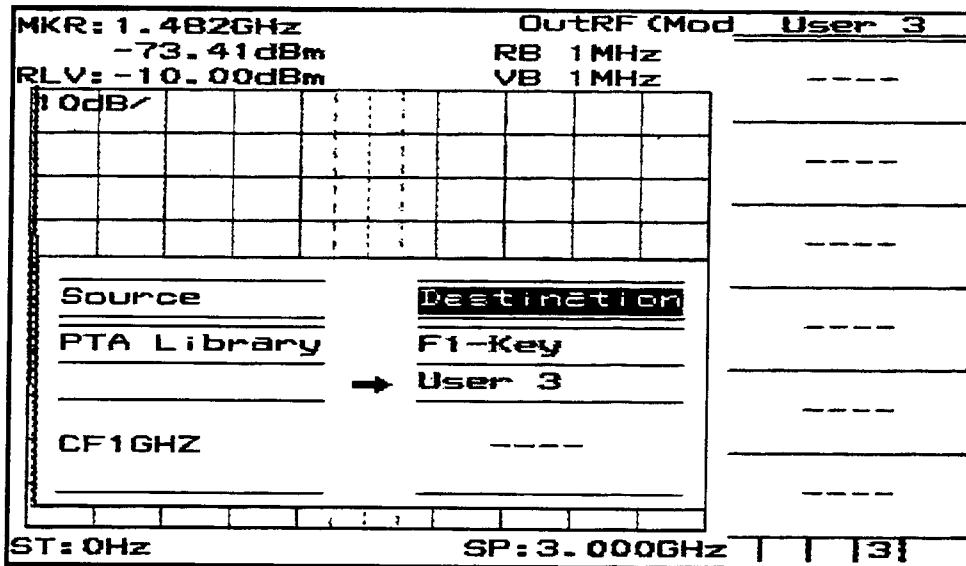 MKR: 1.482GHz
-73.41dBm
RLV:-10.00dBm
OutRF (Mod
RB 1MHz
VB 1MHz
10dB/
Source
Destination
PTA Library
F1-Key
→ User 3
CF1GHZ
----
ST: 0Hz
SP: 3.000GHz
User 3
----
----
----
----
----
----
3